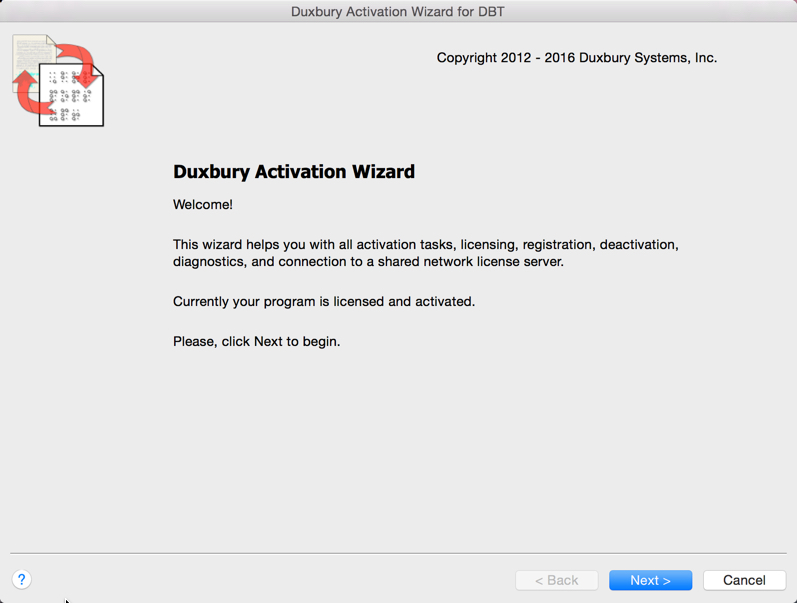 Duxbury Activation Wizard for DBT
Copyright 2012 - 2016 Duxbury Systems, Inc.
Duxbury Activation Wizard
Welcome!
This wizard helps you with all activation tasks, licensing, registration, deactivation,
diagnostics, and connection to a shared network license server.
Currently your program is licensed and activated.
Please, click Next to begin.
?
< Back
Next >
Cancel